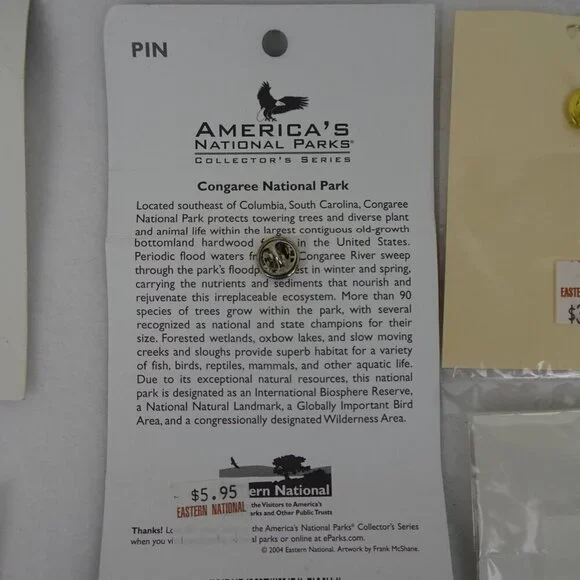 PIN
AMERICA'S
NATIONAL PARKS®
COLLECTOR'S SERIES
Congaree National Park
Located southeast of Columbia, South Carolina, Congaree
National Park protects towering trees and diverse plant
and animal life within the largest contiguous old-growth
bottomland hardwood in the United States.
Periodic flood waters Congaree River sweep
through the park's in winter and spring,
carrying the nutrients and sediments that nourish and
rejuvenate this irreplaceable ecosystem. More than 90
species of trees grow within the park, with several
recognized as national and state champions for their
size. Forested wetlands, oxbow lakes, and slow moving
creeks and sloughs provide superb habitat for a variety
of fish, birds, reptiles, mammals, and other aquatic life.
Due to its exceptional natural resources, this national
park is designated as an International Biosphere Reserve,
a National Natural Landmark, a Globally Important Bird
Area, and a congressionally designated Wilderness Area.
$5.95
EASTERN NATIONAL
ern National
the Visitors to America's
arks and Other Public Trusts
Thanks! the America's National Parks® Collector's Series
when you parks or online at eParks.com.
© 2004 Eastern National. Artwork by Frank McShane.
EASTE